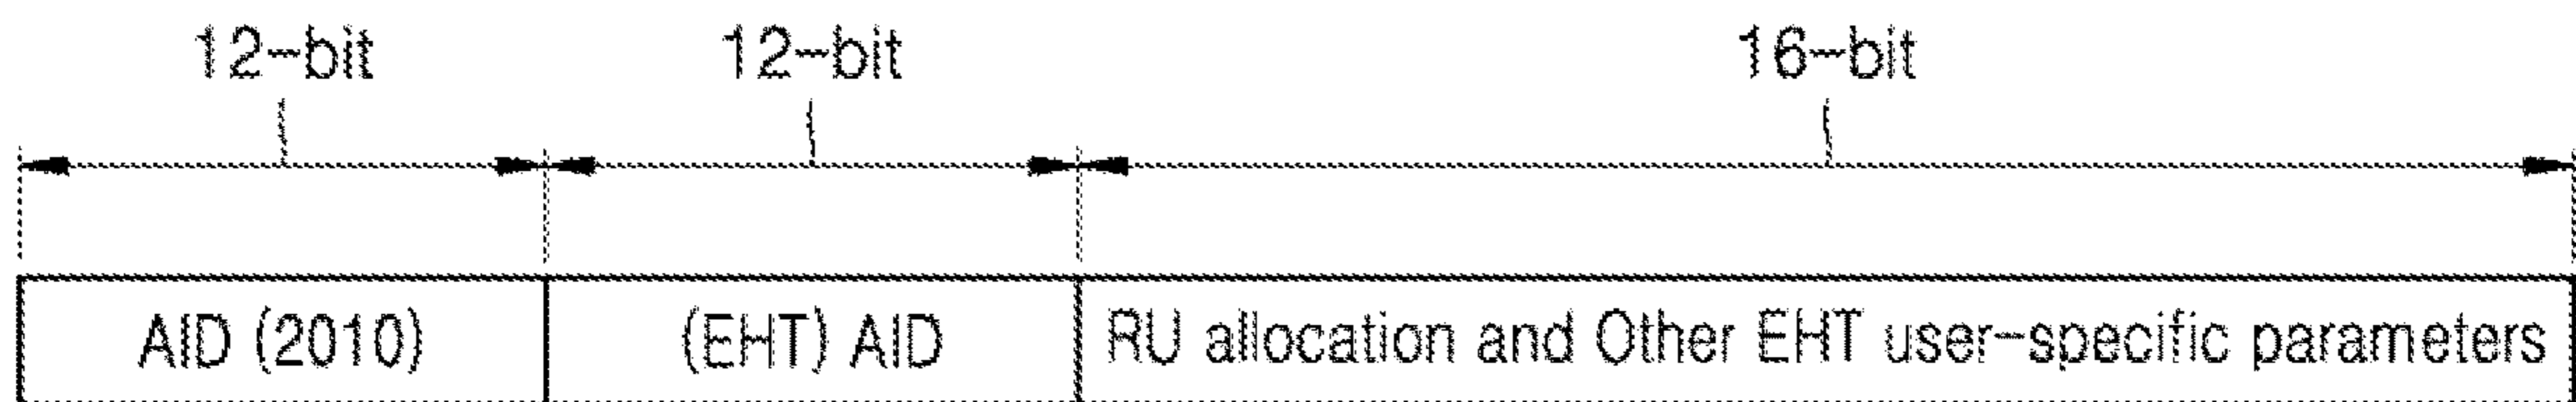 12-bit 12-bit 16-bit
AID (2010) (EHT) AID RU allocation and Other EHT user-specific parameters